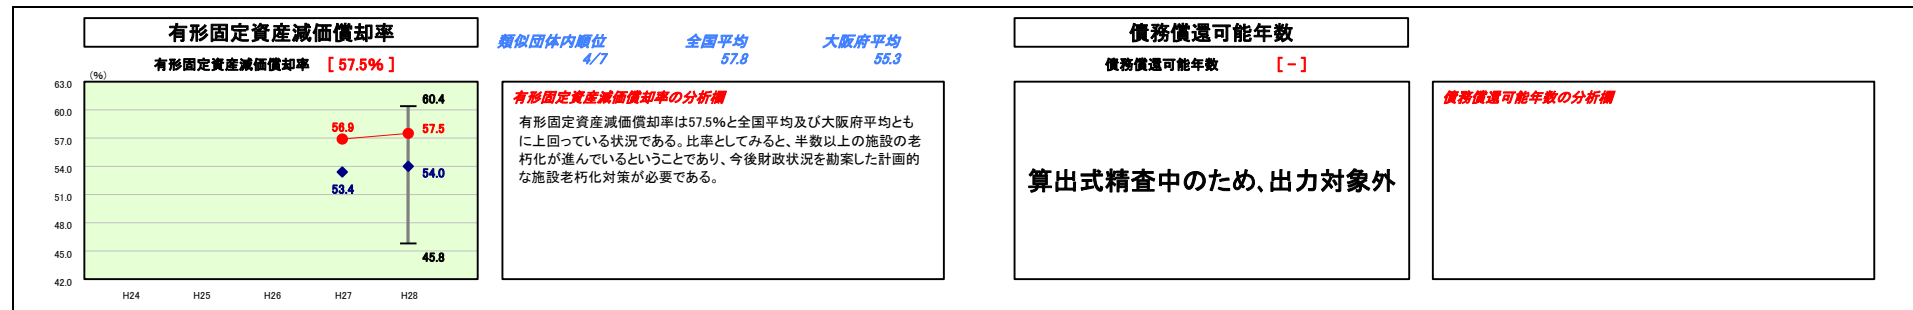 有形固定資産減価償却率
有形固定資産減価償却率 [ 57.5% ]
類似団体内順位
4/7
全国平均
57.8
大阪府平均
55.3
(%)
63.0
60.0
57.0
54.0
51.0
48.0
45.0
42.0
56.9
53.4
60.4
57.5
54.0
45.8
H24
H25
H26
H27
H28
有形固定資産減価償却率の分析欄
有形固定資産減価償却率は57.5%と全国平均及び大阪府平均とも
に上回っている状況である。比率としてみると、半数以上の施設の老
朽化が進んでいるということであり、今後財政状況を勘案した計画的
な施設老朽化対策が必要である。
債務償還可能年数
債務償還可能年数 [ - ]
算出式精査中のため、出力対象外
債務償還可能年数の分析欄